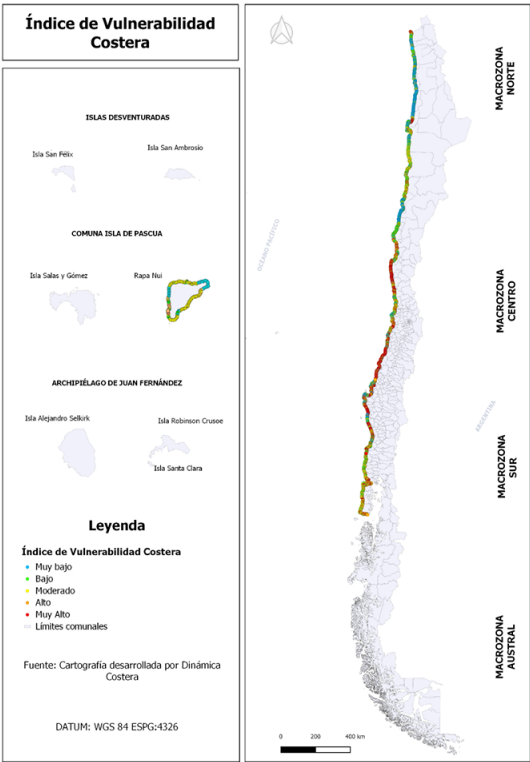 Índice de Vulnerabilidad
Costera
ISLAS DESVENTURADAS
Isla San Félix
Isla San Ambrosio
COMUNA ISLA DE PASCUA
Isla Salas y Gómez
Rapa Nui
ARCHIPIÉLAGO DE JUAN FERNÁNDEZ
Isla Alejandro Selkirk
Isla Robinson Crusoe
Isla Santa Clara
Leyenda
Índice de Vulnerabilidad Costera
Muy bajo
Bajo
Moderado
Alto
Muy Alto
Límites comunales
Fuente: Cartografía desarrollada por Dinámica
Costera
DATUM: WGS 84 ESPG:4326
OCÉANO PACÍFICO
ARGENTINA
MACROZONA
NORTE
MACROZONA
CENTRO
MACROZONA
SUR
MACROZONA
AUSTRAL
0 200 400 km